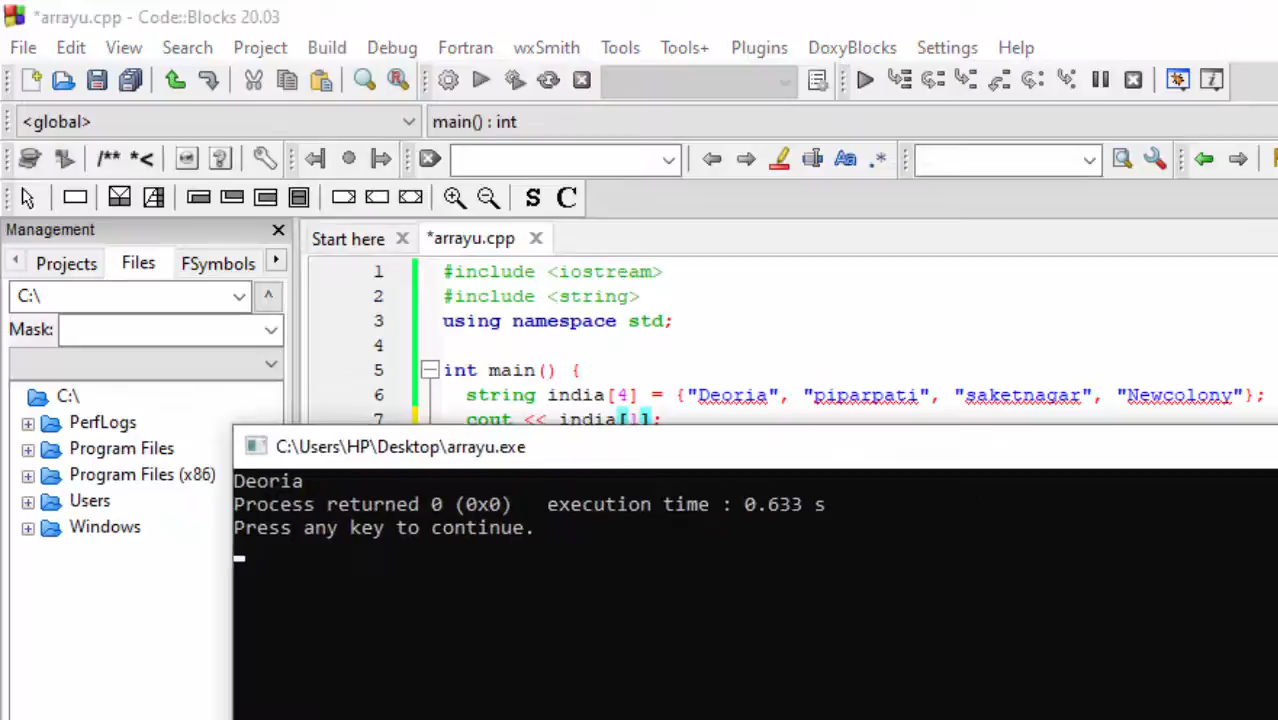 *arrayu.cpp - Code::Blocks 20.03
File Edit View Search Project Build Debug Fortran wxSmith Tools Tools+ Plugins DoxyBlocks Settings Help
<global> main() : int
/** *<
.*
S C
Management
Projects Files FSymbols
Start here *arrayu.cpp
C:\
Mask:
C:\
PerfLogs
Program Files
Program Files (x86)
Users
Windows
1 #include <iostream>
2 #include <string>
3 using namespace std;
4
5 int main() {
6 string india[4] = {"Deoria", "piparpati", "saketnagar", "Newcolony"};
7 cout << india[1];
C:\Users\HP\Desktop\arrayu.exe
Deoria
Process returned 0 (0x0) execution time : 0.633 s
Press any key to continue.